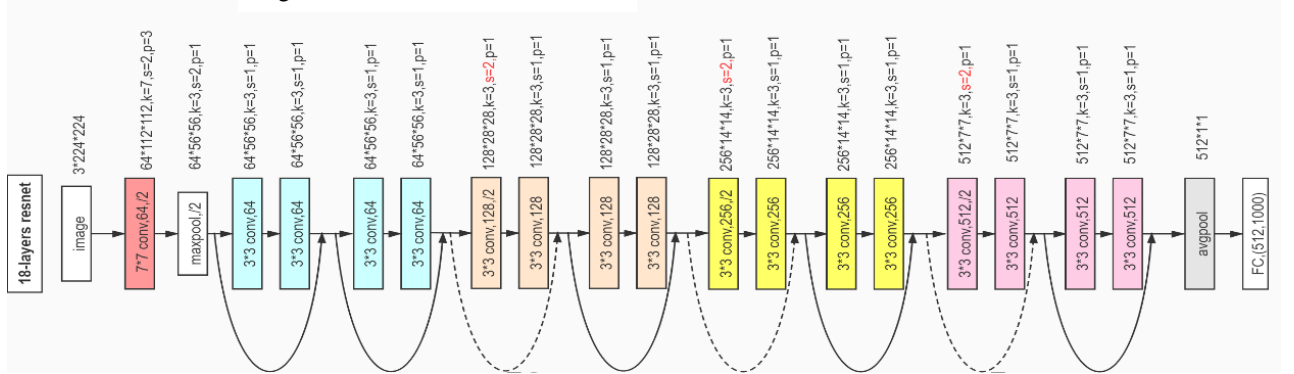 18-layers resnet
image
3*224*224
7*7 conv,64,/2
64*112*112,k=7,s=2,p=3
maxpool,/2
64*56*56,k=3,s=2,p=1
3*3 conv,64
64*56*56,k=3,s=1,p=1
3*3 conv,64
64*56*56,k=3,s=1,p=1
3*3 conv,64
64*56*56,k=3,s=1,p=1
3*3 conv,64
64*56*56,k=3,s=1,p=1
3*3 conv,128,/2
128*28*28,k=3,s=2,p=1
3*3 conv,128
128*28*28,k=3,s=1,p=1
3*3 conv,128
128*28*28,k=3,s=1,p=1
3*3 conv,128
128*28*28,k=3,s=1,p=1
3*3 conv,256,/2
256*14*14,k=3,s=2,p=1
3*3 conv,256
256*14*14,k=3,s=1,p=1
3*3 conv,256
256*14*14,k=3,s=1,p=1
3*3 conv,256
256*14*14,k=3,s=1,p=1
3*3 conv,512,/2
512*7*7,k=3,s=2,p=1
3*3 conv,512
512*7*7,k=3,s=1,p=1
3*3 conv,512
512*7*7,k=3,s=1,p=1
3*3 conv,512
512*7*7,k=3,s=1,p=1
avgpool
512*1*1
FC,(512,1000)